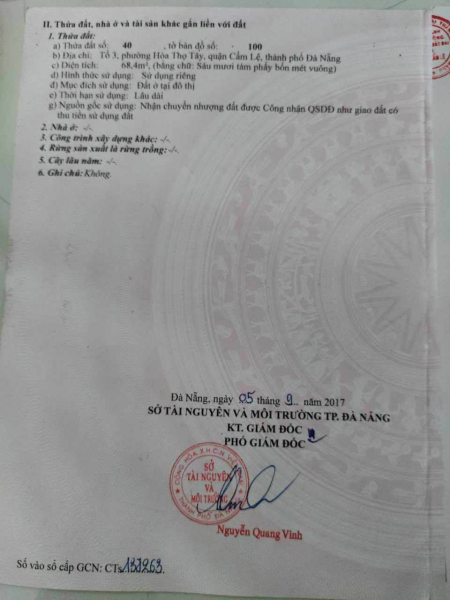 II. Thửa đất, nhà ở và tài sản khác gắn liền với đất
1. Thửa đất:
a) Thửa đất số: 40 , tờ bản đồ số: 100
b) Địa chỉ: Tổ 3, phường Hòa Thọ Tây, quận Cẩm Lệ, thành phố Đà Nẵng
c) Diện tích: 68,4m², (bằng chữ: Sáu mươi tám phẩy bốn mét vuông)
d) Hình thức sử dụng: Sử dụng riêng
đ) Mục đích sử dụng: Đất ở tại đô thị
e) Thời hạn sử dụng: Lâu dài
g) Nguồn gốc sử dụng: Nhận chuyển nhượng đất được Công nhận QSDĐ như giao đất có
thu tiền sử dụng đất
2. Nhà ở: -/-
3. Công trình xây dựng khác: -/-
4. Rừng sản xuất là rừng trồng: -/-
5. Cây lâu năm: -/-
6. Ghi chú: Không.
Đà Nẵng, ngày 05 tháng 9 năm 2017
SỞ TÀI NGUYÊN VÀ MÔI TRƯỜNG TP. ĐÀ NẴNG
KT. GIÁM ĐỐC
PHÓ GIÁM ĐỐC
SỞ
TÀI NGUYÊN
VÀ
MÔI TRƯỜNG
THÀNH PHỐ ĐÀ NẴNG
Nguyễn Quang Vinh
Số vào sổ cấp GCN: CTs 137963